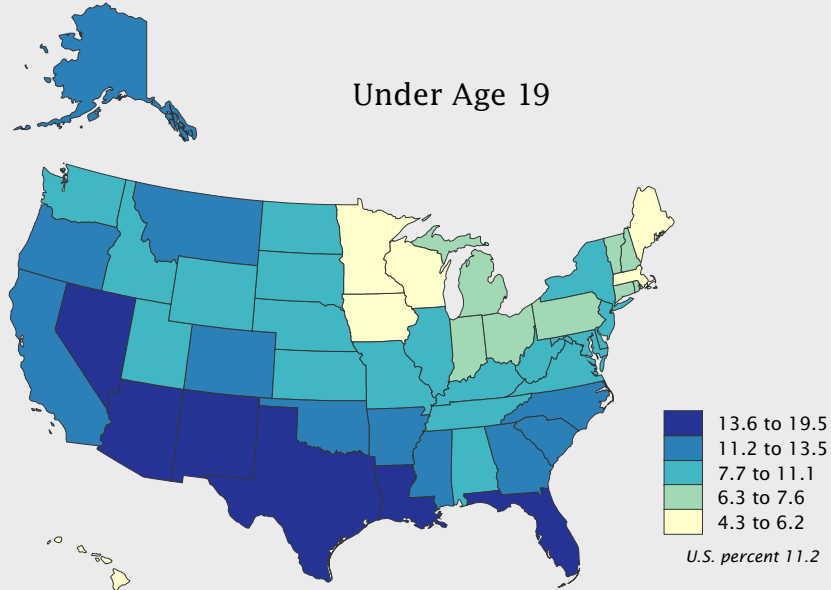 Under Age 19
13.6 to 19.5
11.2 to 13.5
7.7 to 11.1
6.3 to 7.6
4.3 to 6.2
U.S. percent 11.2